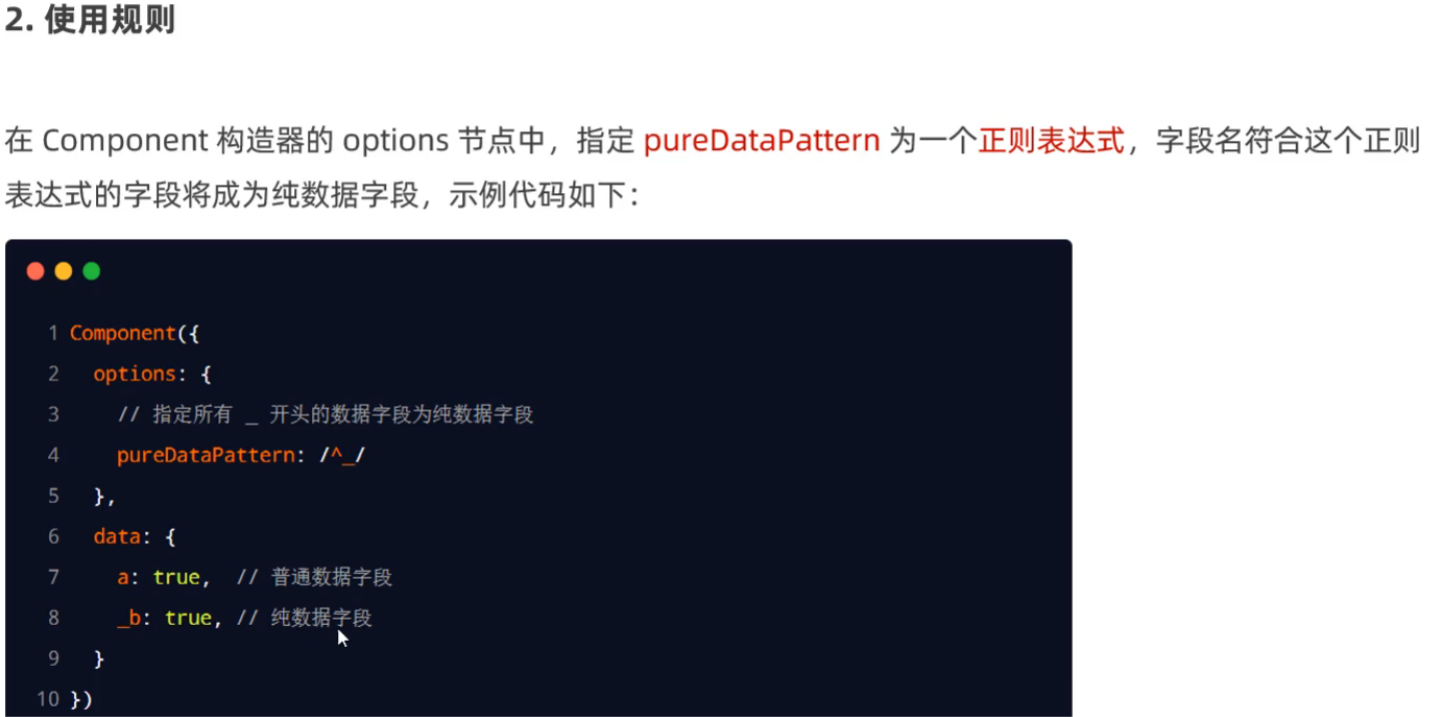 2. 使用规则
在 Component 构造器的 options 节点中，指定 pureDataPattern 为一个正则表达式，字段名符合这个正则
表达式的字段将成为纯数据字段，示例代码如下：
1 Component({
2   options: {
3     // 指定所有 _ 开头的数据字段为纯数据字段
4     pureDataPattern: /^_/
5   },
6   data: {
7     a: true,  // 普通数据字段
8     _b: true, // 纯数据字段
9   }
10 })